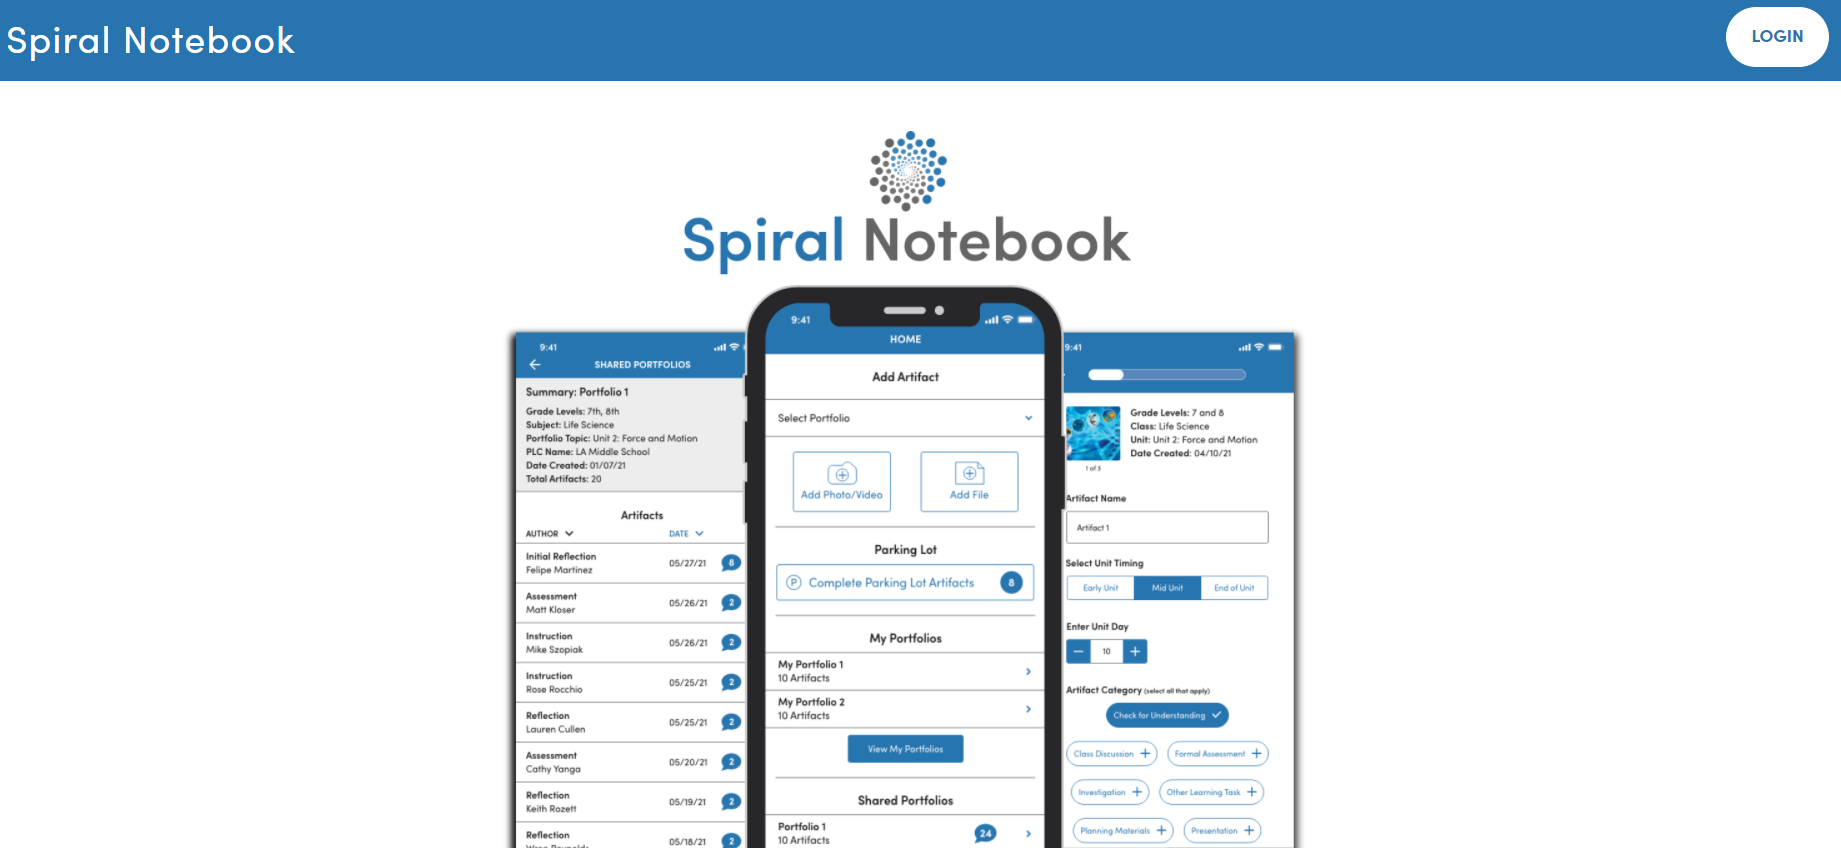 Spiral Notebook
LOGIN
Spiral Notebook
9:41
SHARED PORTFOLIOS
Summary: Portfolio 1
Grade Levels: 7th, 8th
Subject: Life Science
Portfolio Topic: Unit 2: Force and Motion
PLC Name: LA Middle School
Date Created: 01/07/21
Total Artifacts: 20
Artifacts
AUTHOR
DATE
Initial Reflection
Felipe Martinez
05/27/21
8
Assessment
Matt Kloser
05/26/21
2
Instruction
Mike Szopiak
05/26/21
2
Instruction
Rose Rocchio
05/25/21
2
Reflection
Lauren Cullen
05/25/21
2
Assessment
Cathy Yanga
05/20/21
2
Reflection
Keith Rozett
05/19/21
2
Reflection
05/18/21
2
9:41
HOME
Add Artifact
Select Portfolio
Add Photo/Video
Add File
Parking Lot
P
Complete Parking Lot Artifacts
8
My Portfolios
My Portfolio 1
10 Artifacts
My Portfolio 2
10 Artifacts
View My Portfolios
Shared Portfolios
Portfolio 1
10 Artifacts
24
9:41
Grade Levels: 7 and 8
Class: Life Science
Unit: Unit 2: Force and Motion
Date Created: 04/10/21
1 of 3
Artifact Name
Artifact 1
Select Unit Timing
Early Unit
Mid Unit
End of Unit
Enter Unit Day
10
Artifact Category (select all that apply)
Check for Understanding
Class Discussion
Formal Assessment
Investigation
Other Learning Task
Planning Materials
Presentation